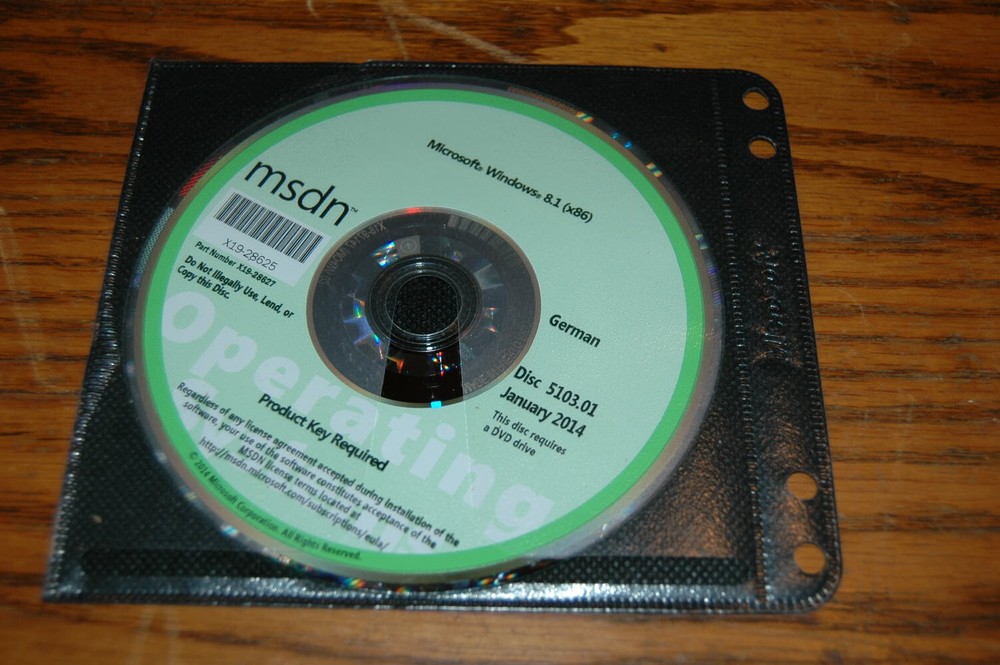 Microsoft® Windows® 8.1 (x86)
msdn™
X19-28625
Part Number X19-28627
Do Not Illegally Use, Lend, or
Copy this Disc.
German
Disc 5103.01
January 2014
This disc requires
a DVD drive
Operating
Product Key Required
Regardless of any license agreement accepted during installation of the
software, your use of the software constitutes acceptance of the
MSDN license terms located at
http://msdn.microsoft.com/subscriptions/eula/
© 2014 Microsoft Corporation. All Rights Reserved.